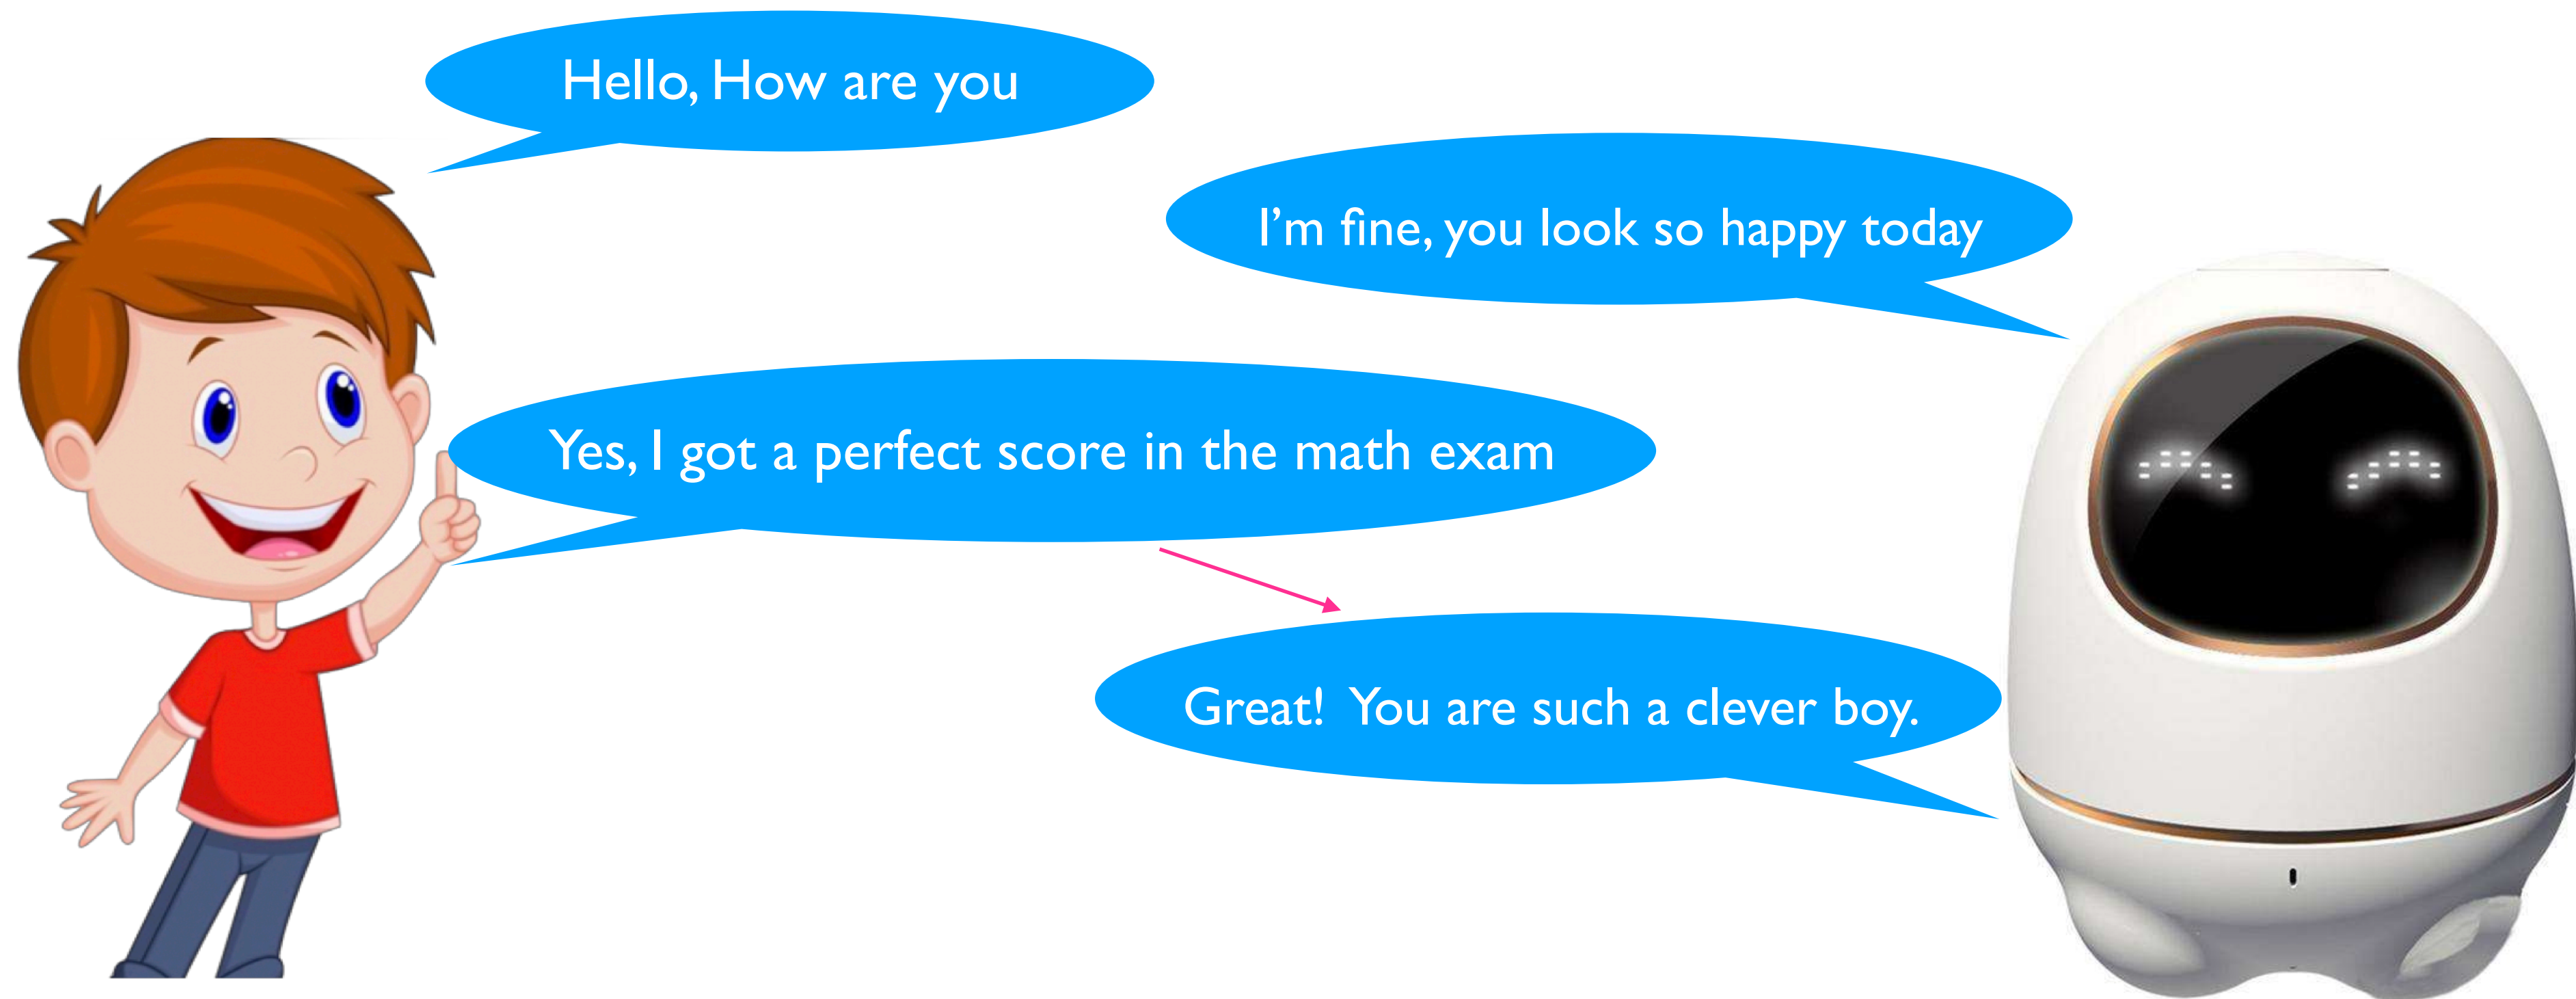 Hello, How are you
I’m fine, you look so happy today
Yes, I got a perfect score in the math exam
Great!  You are such a clever boy.